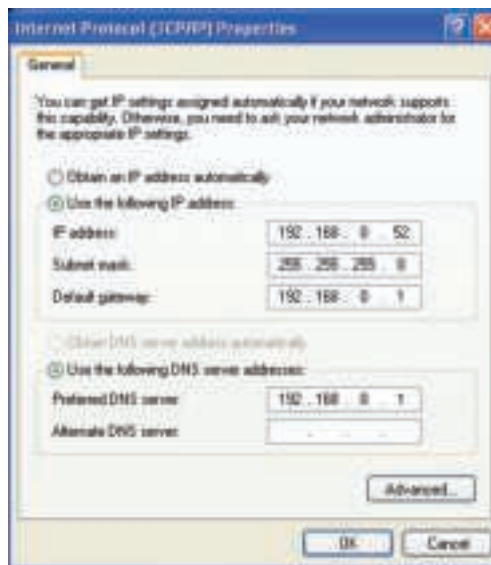 Internet Protocol (TCP/IP) Properties
General
You can get IP settings assigned automatically if your network supports
this capability. Otherwise, you need to ask your network administrator for
the appropriate IP settings.
Obtain an IP address automatically
Use the following IP address:
IP address: 192 . 168 . 0 . 52
Subnet mask: 255 . 255 . 255 . 0
Default gateway: 192 . 168 . 0 . 1
Obtain DNS server address automatically
Use the following DNS server addresses:
Preferred DNS server: 192 . 168 . 0 . 1
Alternate DNS server: . . .
Advanced...
OK Cancel